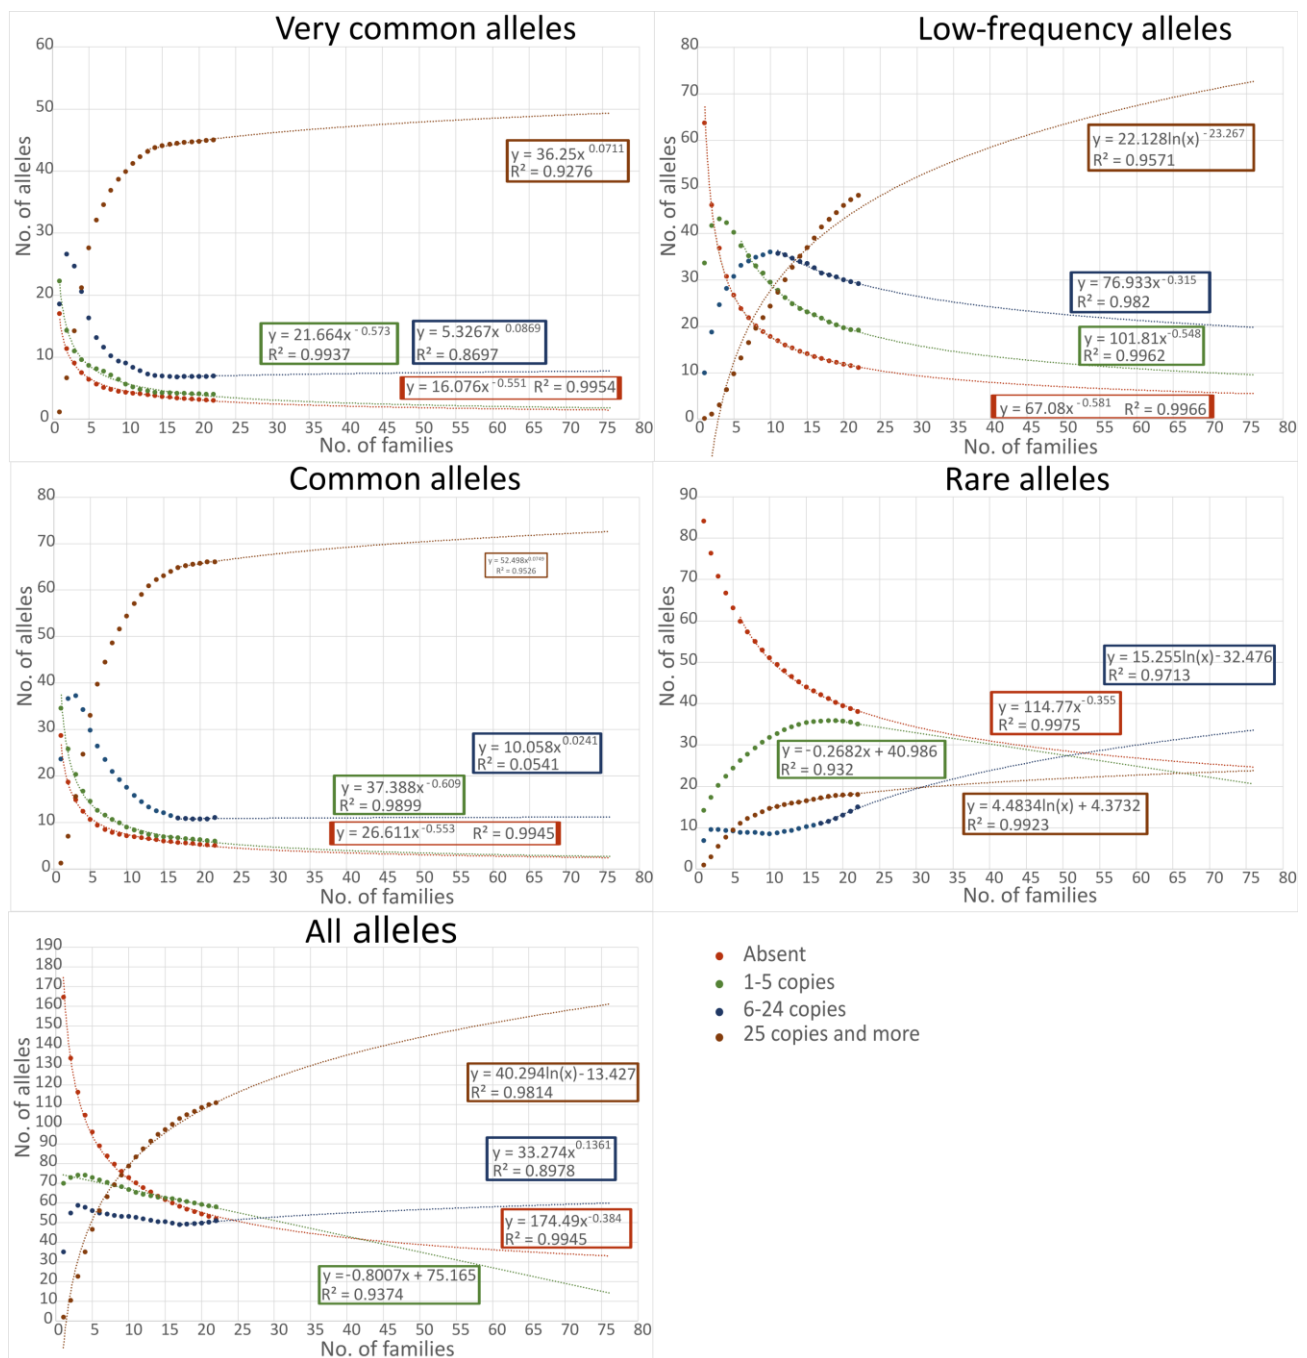 Very common alleles
60
50
40
30
20
10
0
No. of alleles
y = 36.25x^0.0711
R² = 0.9276
y = 21.664x^-0.573
R² = 0.9937
y = 5.3267x^0.0869
R² = 0.8697
y = 16.076x^-0.551 R² = 0.9954
0 5 10 15 20 25 30 35 40 45 50 55 60 65 70 75 80
No. of families
Low-frequency alleles
80
70
60
50
40
30
20
10
0
No. of alleles
y = 22.128ln(x) -23.267
R² = 0.9571
y = 76.933x^-0.315
R² = 0.982
y = 101.81x^-0.548
R² = 0.9962
y = 67.08x^-0.581 R² = 0.9966
0 5 10 15 20 25 30 35 40 45 50 55 60 65 70 75 80
No. of families
Common alleles
80
70
60
50
40
30
20
10
0
No. of alleles
y = 52.498x^0.0749
R² = 0.9526
y = 10.058x^0.0241
R² = 0.0541
y = 37.388x^-0.609
R² = 0.9899
y = 26.611x^-0.553 R² = 0.9945
0 5 10 15 20 25 30 35 40 45 50 55 60 65 70 75 80
No. of families
Rare alleles
90
80
70
60
50
40
30
20
10
0
No. of alleles
y = 15.255ln(x)-32.476
R² = 0.9713
y = 114.77x^-0.355
R² = 0.9975
y=-0.2682x + 40.986
R² = 0.932
y = 4.4834ln(x) + 4.3732
R² = 0.9923
0 5 10 15 20 25 30 35 40 45 50 55 60 65 70 75 80
No. of families
All alleles
190
180
170
160
150
140
130
120
110
100
90
80
70
60
50
40
30
20
10
0
No. of alleles
y = 40.294ln(x)-13.427
R² = 0.9814
y = 33.274x^0.1361
R² = 0.8978
y = 174.49x^-0.384
R² = 0.9945
y=-0.8007x + 75.165
R² = 0.9374
0 5 10 15 20 25 30 35 40 45 50 55 60 65 70 75 80
No. of families
Absent
1-5 copies
6-24 copies
25 copies and more